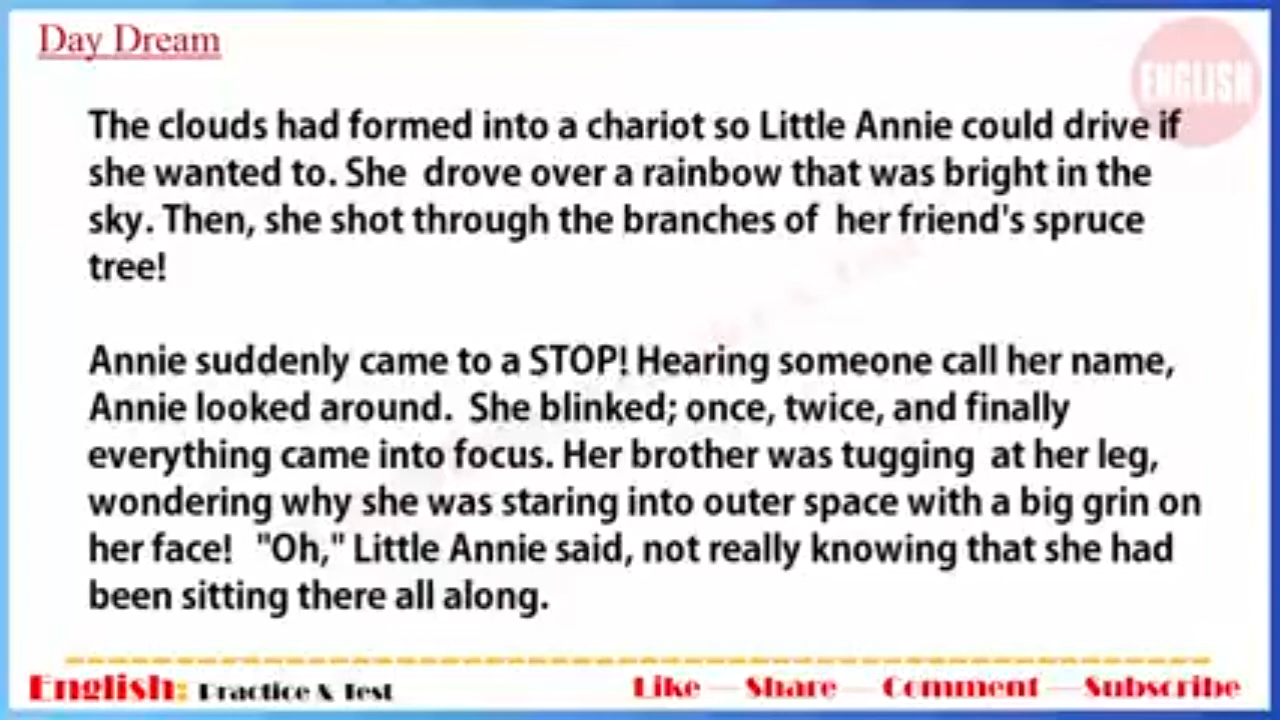 Day Dream
ENGLISH
The clouds had formed into a chariot so Little Annie could drive if
she wanted to. She drove over a rainbow that was bright in the
sky. Then, she shot through the branches of her friend's spruce
tree!
Annie suddenly came to a STOP! Hearing someone call her name,
Annie looked around. She blinked; once, twice, and finally
everything came into focus. Her brother was tugging at her leg,
wondering why she was staring into outer space with a big grin on
her face! "Oh," Little Annie said, not really knowing that she had
been sitting there all along.
English: Practice & Test
Like — Share — Comment — Subscribe